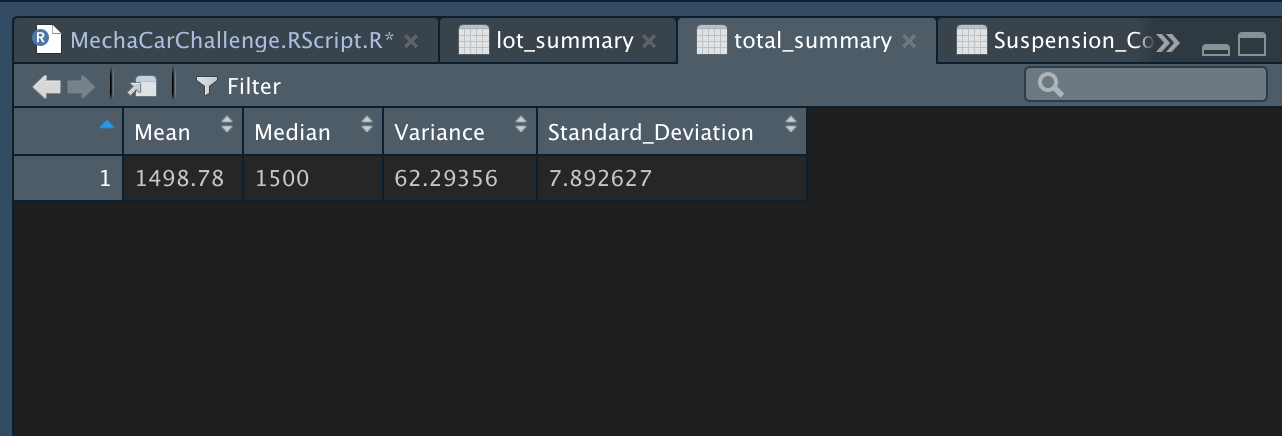 R MechaCarChallenge.RScript.R* lot_summary total_summary Suspension_Co
Filter
Mean Median Variance Standard_Deviation
1 1498.78 1500 62.29356 7.892627